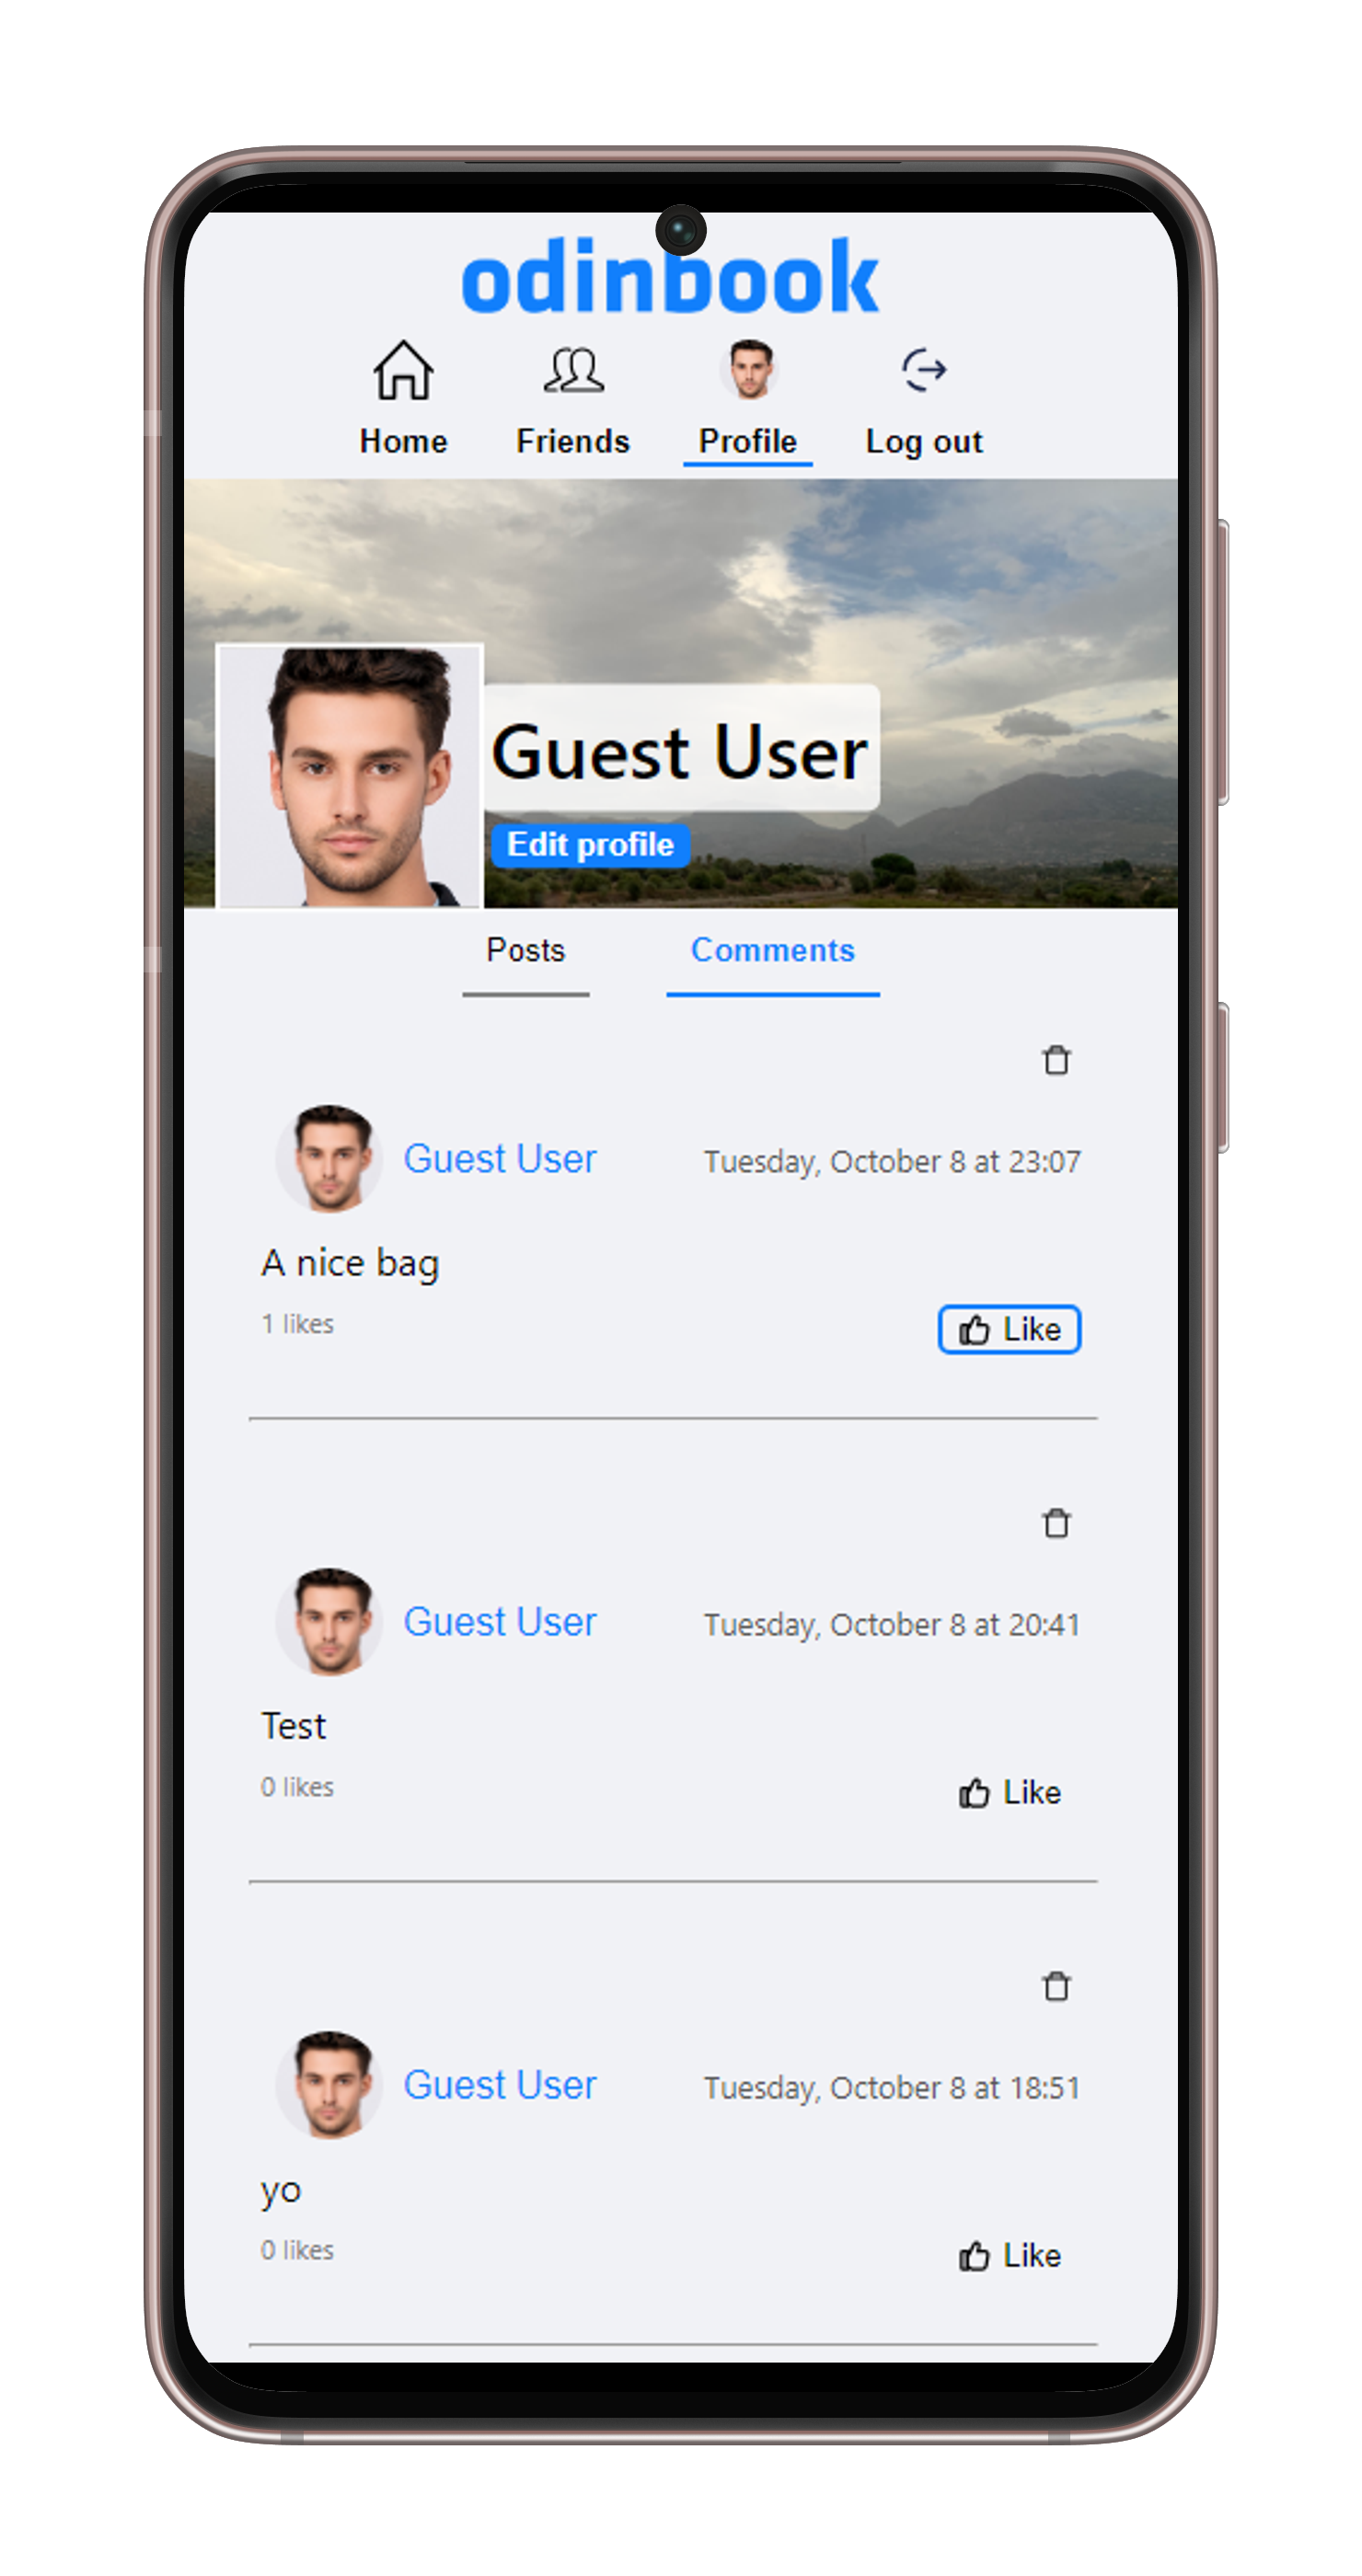 odinbook
Home Friends Profile Log out
Guest User
Edit profile
Posts Comments
Guest User Tuesday, October 8 at 23:07
A nice bag
1 likes Like
Guest User Tuesday, October 8 at 20:41
Test
0 likes Like
Guest User Tuesday, October 8 at 18:51
yo
0 likes Like